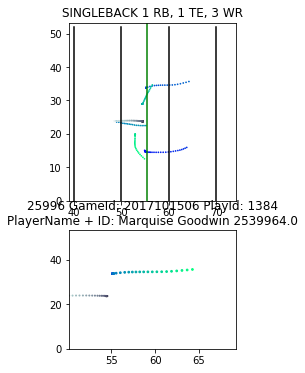 SINGLEBACK 1 RB, 1 TE, 3 WR
50
40
30
20
10
0
40 50 60 70
25996 GameId: 2017101506 PlayId: 1384
PlayerName + ID: Marquise Goodwin 2539964.0
40
20
0
55 60 65